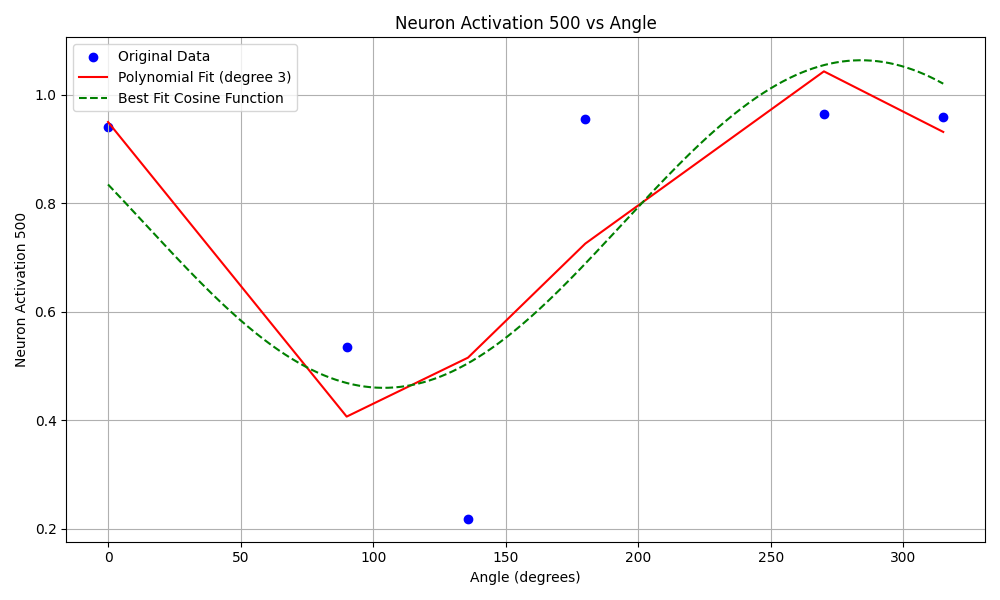 Neuron Activation 500 vs Angle
Original Data
Polynomial Fit (degree 3)
Best Fit Cosine Function
Neuron Activation 500
1.0
0.8
0.6
0.4
0.2
0
50
100
150
200
250
300
Angle (degrees)